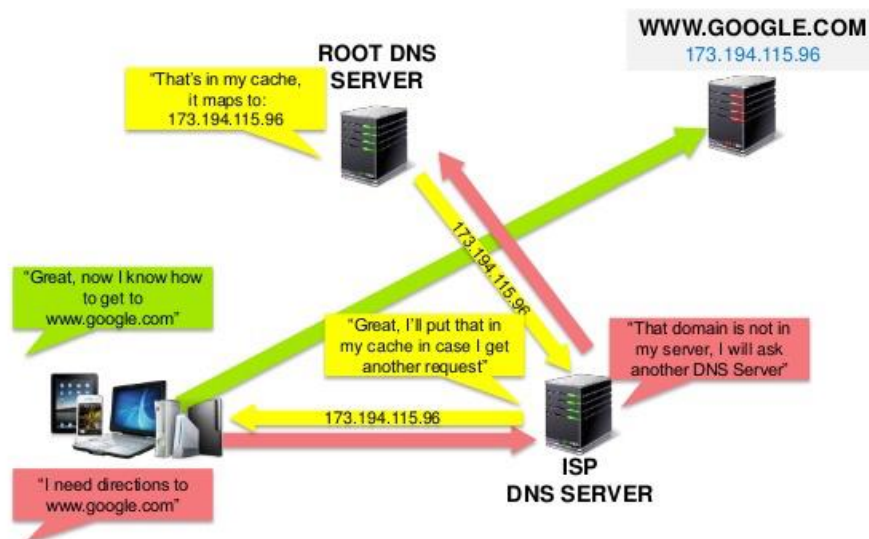 WWW.GOOGLE.COM
173.194.115.96
ROOT DNS
SERVER
“That’s in my cache,
it maps to:
173.194.115.96
173.194.115.96
“Great, now I know how
to get to
www.google.com”
“Great, I’ll put that in
my cache in case I get
another request”
“That domain is not in
my server, I will ask
another DNS Server”
173.194.115.96
“I need directions to
www.google.com”
ISP
DNS SERVER